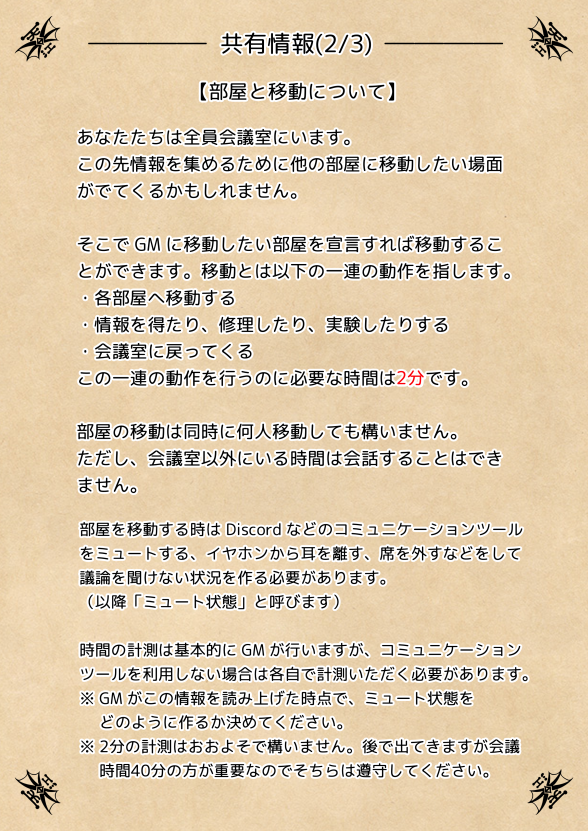 共有情報(2/3)
【部屋と移動について】
あなたたちは全員会議室にいます。
この先情報を集めるために他の部屋に移動したい場面
がでてくるかもしれません。
そこで GM に移動したい部屋を宣言すれば移動するこ
とができます。移動とは以下の一連の動作を指します。
・各部屋へ移動する
・情報を得たり、修理したり、実験したりする
・会議室に戻ってくる
この一連の動作を行うのに必要な時間は2分です。
部屋の移動は同時に何人移動しても構いません。
ただし、会議室以外にいる時間は会話することはでき
ません。
部屋を移動する時は Discord などのコミュニケーションツール
をミュートする、イヤホンから耳を離す、席を外すなどをして
議論を聞けない状況を作る必要があります。
（以降「ミュート状態」と呼びます）
時間の計測は基本的に GM が行いますが、コミュニケーション
ツールを利用しない場合は各自で計測いただく必要があります。
※ GM がこの情報を読み上げた時点で、ミュート状態を
どのように作るか決めてください。
※ 2分の計測はおおよそで構いません。後で出てきますが会議
時間40分の方が重要なのでそちらは遵守してください。